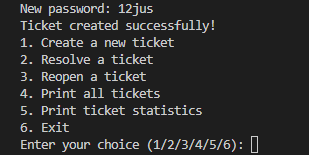 New password: 12jus
Ticket created successfully!
1. Create a new ticket
2. Resolve a ticket
3. Reopen a ticket
4. Print all tickets
5. Print ticket statistics
6. Exit
Enter your choice (1/2/3/4/5/6):